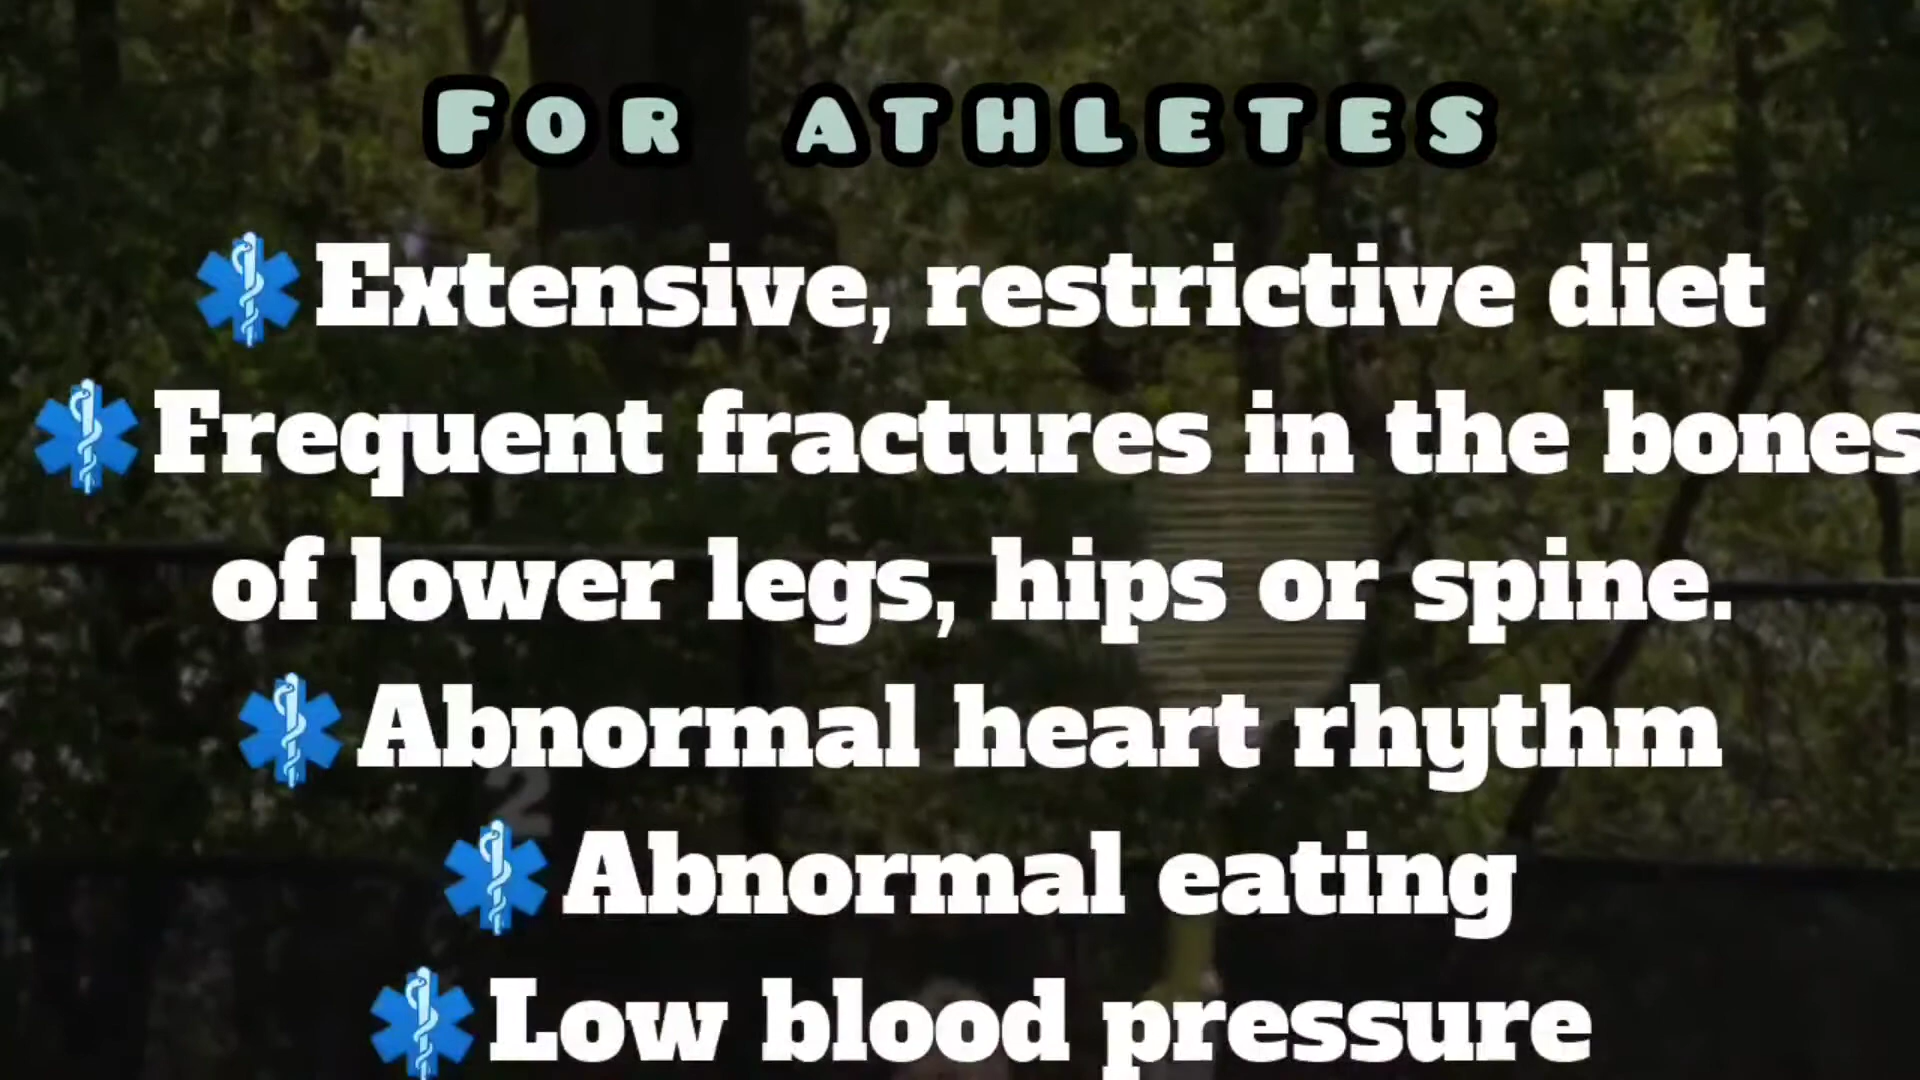 FOR ATHLETES
Extensive, restrictive diet
Frequent fractures in the bones
of lower legs, hips or spine.
Abnormal heart rhythm
2
Abnormal eating
Low blood pressure